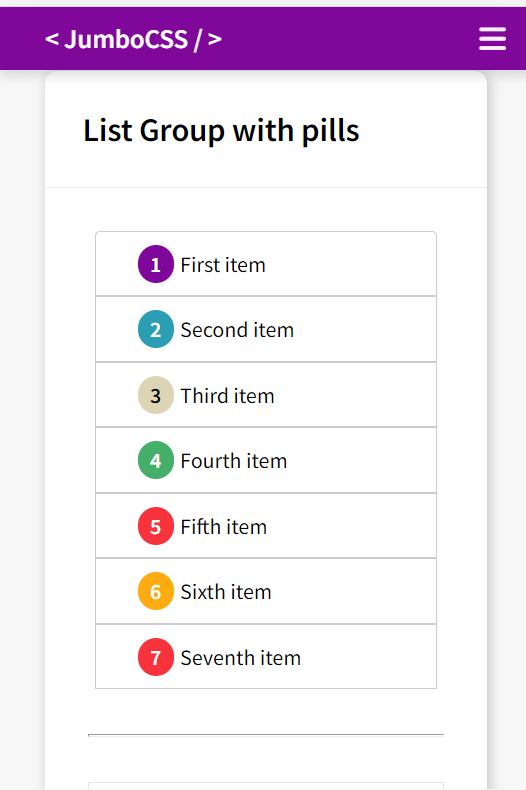 < JumboCSS / >
List Group with pills
1 First item
2 Second item
3 Third item
4 Fourth item
5 Fifth item
6 Sixth item
7 Seventh item